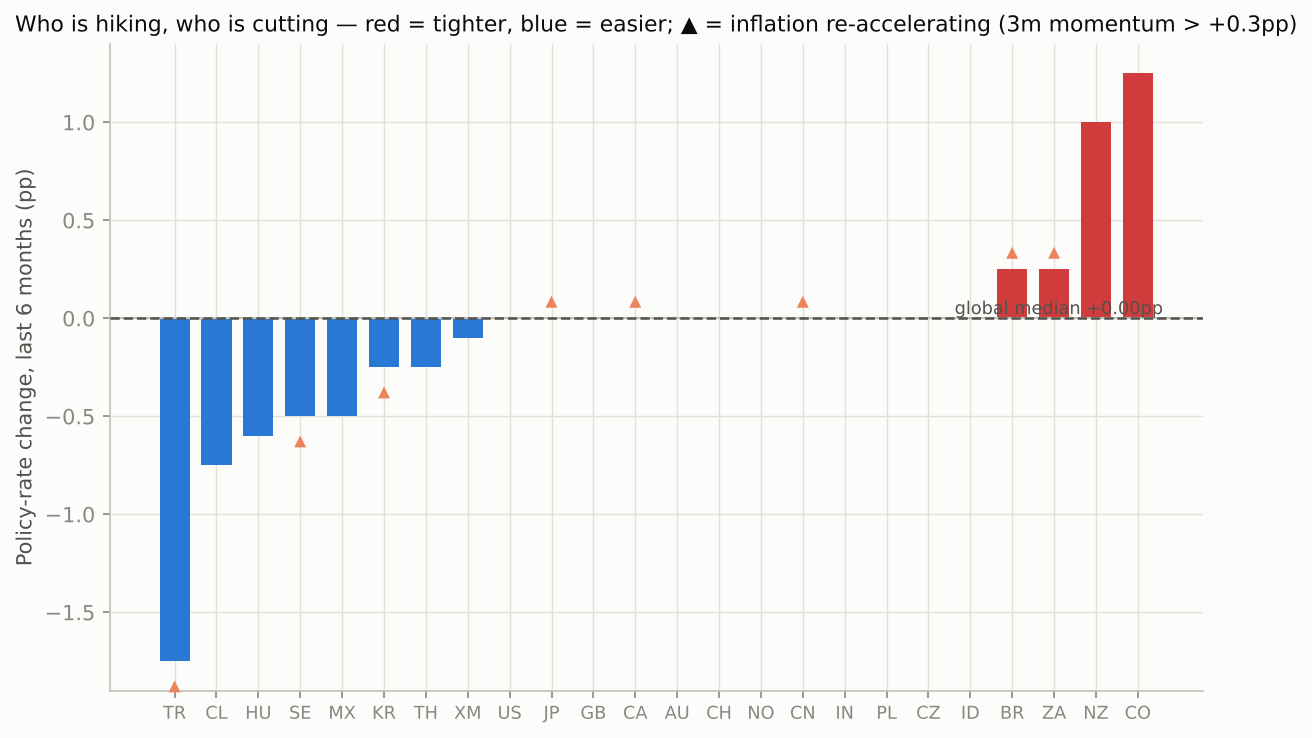 Who is hiking, who is cutting — red = tighter, blue = easier; ▲ = inflation re-accelerating (3m momentum > +0.3pp)
Policy-rate change, last 6 months (pp)
1.0
0.5
0.0
−0.5
−1.0
−1.5
global median +0.00pp
TR CL HU SE MX KR TH XM US JP GB CA AU CH NO CN IN PL CZ ID BR ZA NZ CO